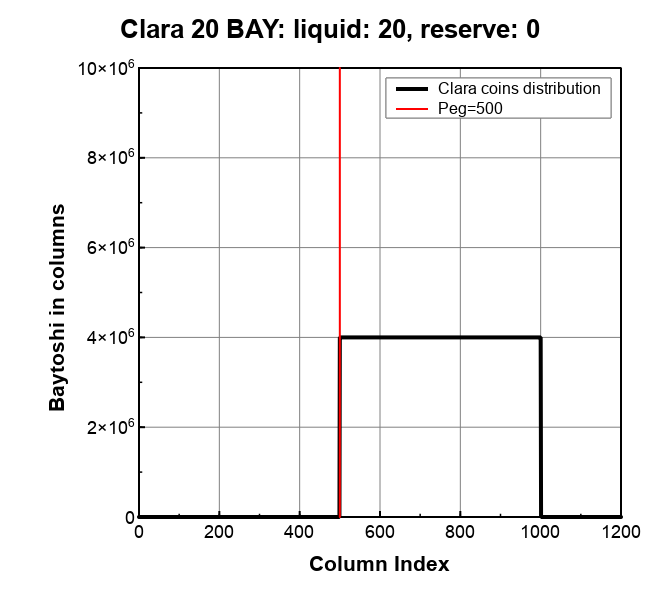 Clara 20 BAY: liquid: 20, reserve: 0
Clara coins distribution
Peg=500
10×10⁶
8×10⁶
6×10⁶
4×10⁶
2×10⁶
0
Baytoshi in columns
0 200 400 600 800 1000 1200
Column Index